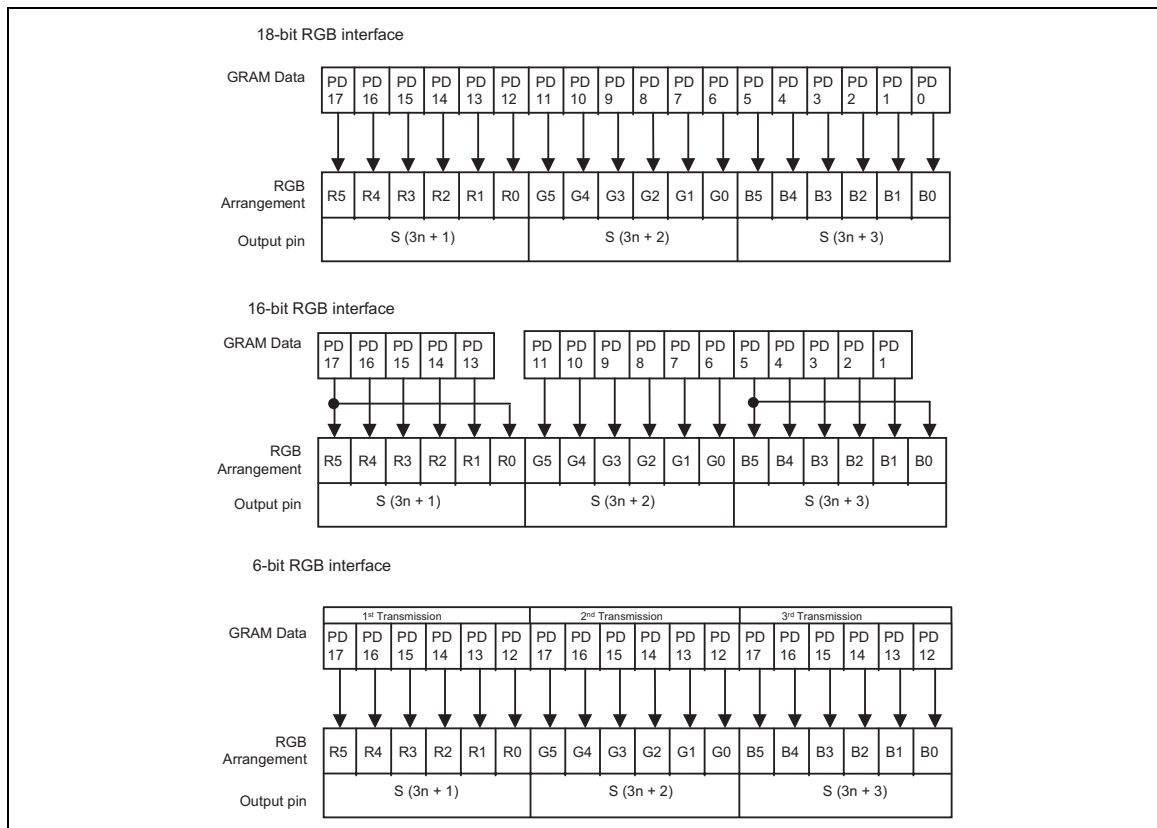 18-bit RGB interface
GRAM Data
PD 17 PD 16 PD 15 PD 14 PD 13 PD 12 PD 11 PD 10 PD 9 PD 8 PD 7 PD 6 PD 5 PD 4 PD 3 PD 2 PD 1 PD 0
RGB Arrangement
R5 R4 R3 R2 R1 R0 G5 G4 G3 G2 G1 G0 B5 B4 B3 B2 B1 B0
Output pin
S (3n + 1) S (3n + 2) S (3n + 3)
16-bit RGB interface
GRAM Data
PD 17 PD 16 PD 15 PD 14 PD 13 PD 11 PD 10 PD 9 PD 8 PD 7 PD 6 PD 5 PD 4 PD 3 PD 2 PD 1
RGB Arrangement
R5 R4 R3 R2 R1 R0 G5 G4 G3 G2 G1 G0 B5 B4 B3 B2 B1 B0
Output pin
S (3n + 1) S (3n + 2) S (3n + 3)
6-bit RGB interface
1st Transmission 2nd Transmission 3rd Transmission
GRAM Data
PD 17 PD 16 PD 15 PD 14 PD 13 PD 12 PD 17 PD 16 PD 15 PD 14 PD 13 PD 12 PD 17 PD 16 PD 15 PD 14 PD 13 PD 12
RGB Arrangement
R5 R4 R3 R2 R1 R0 G5 G4 G3 G2 G1 G0 B5 B4 B3 B2 B1 B0
Output pin
S (3n + 1) S (3n + 2) S (3n + 3)